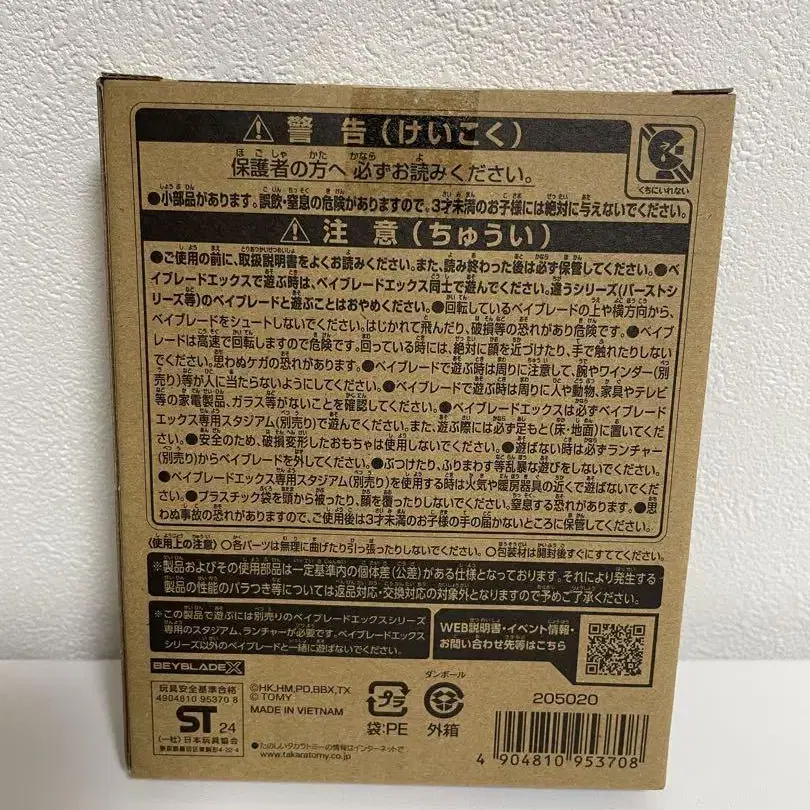 ⚠ 警告(けいこく)
保護者の方へ 必ずお読みください。
くちにいれない
●小部品があります。誤飲・窒息の危険がありますので、3才未満のお子様には絶対に与えないでください。
⚠ 注意(ちゅうい)
●ご使用の前に、取扱説明書をよくお読みください。また、読み終わった後は必ず保管してください。●ベイ
ブレードエックスで遊ぶ時は、ベイブレードエックス同士で遊んでください。違うシリーズ(バーストシ
リーズ等)のベイブレードと遊ぶことはおやめください。●回転しているベイブレードの上や横方向から、
ベイブレードをシュートしないでください。はじかれて飛んだり、破損等の恐れがあり危険です。●ベイブ
レードは高速で回転しますので危険です。回っている時には、絶対に顔を近づけたり、手で触れたりしない
でください。思わぬケガの恐れがあります。●ベイブレードで遊ぶ時は周りに注意して、腕やワインダー(別
売り)等が人に当たらないようにしてください。●ベイブレードで遊ぶ時は周りに人や動物、家具やテレビ
等の家電製品、ガラス等がないことを確認してください。●ベイブレードエックスは必ずベイブレード
エックス専用スタジアム(別売り)で遊んでください。また、遊ぶ際には必ず足もと(床・地面)に置いてくだ
さい。●安全のため、破損変形したおもちゃは使用しないでください。●遊ばない時は必ずランチャー
(別売り)からベイブレードを外してください。●ぶつけたり、ふりまわす等乱暴な遊びをしないでください。
●ベイブレードエックス専用スタジアム(別売り)を使用する時は火気や暖房器具の近くで遊ばないでくだ
さい。●プラスチック袋を頭から被ったり、顔を覆ったりしないでください。窒息する恐れがあります。●思
わぬ事故の恐れがありますので、ご使用後は3才未満のお子様の手の届かないところに保管してください。
〈使用上の注意〉○各パーツは無理に曲げたり引っ張ったりしないでください。○包装材は開封後すぐにすててください。
※製品およびその使用部品は一定基準内の個体差(公差)がある仕様となっております。それにより発生する
製品の性能のバラつき等については返品対応・交換対応の対象外となりますので予めご了承ください。
※この製品で遊ぶには別売りのベイブレードエックスシリーズ
専用のスタジアム、ランチャーが必要です。ベイブレードエックス
シリーズ以外のベイブレードと一緒に遊ばないでください。
WEB説明書・イベント情報・
お問い合わせ先等はこちら
BEYBLADE X
玩具安全基準合格
4904810 95370 8
ST 24
(一社)日本玩具協会
東京都墨田区東駒形4-22-4
©HK,HM,PD,BBX,TX
©TOMY
MADE IN VIETNAM
プラ
袋:PE
ダンボール
外箱
●たのしいタカラトミーの情報はインターネットで
www.takaratomy.co.jp
205020
4 904810 953708